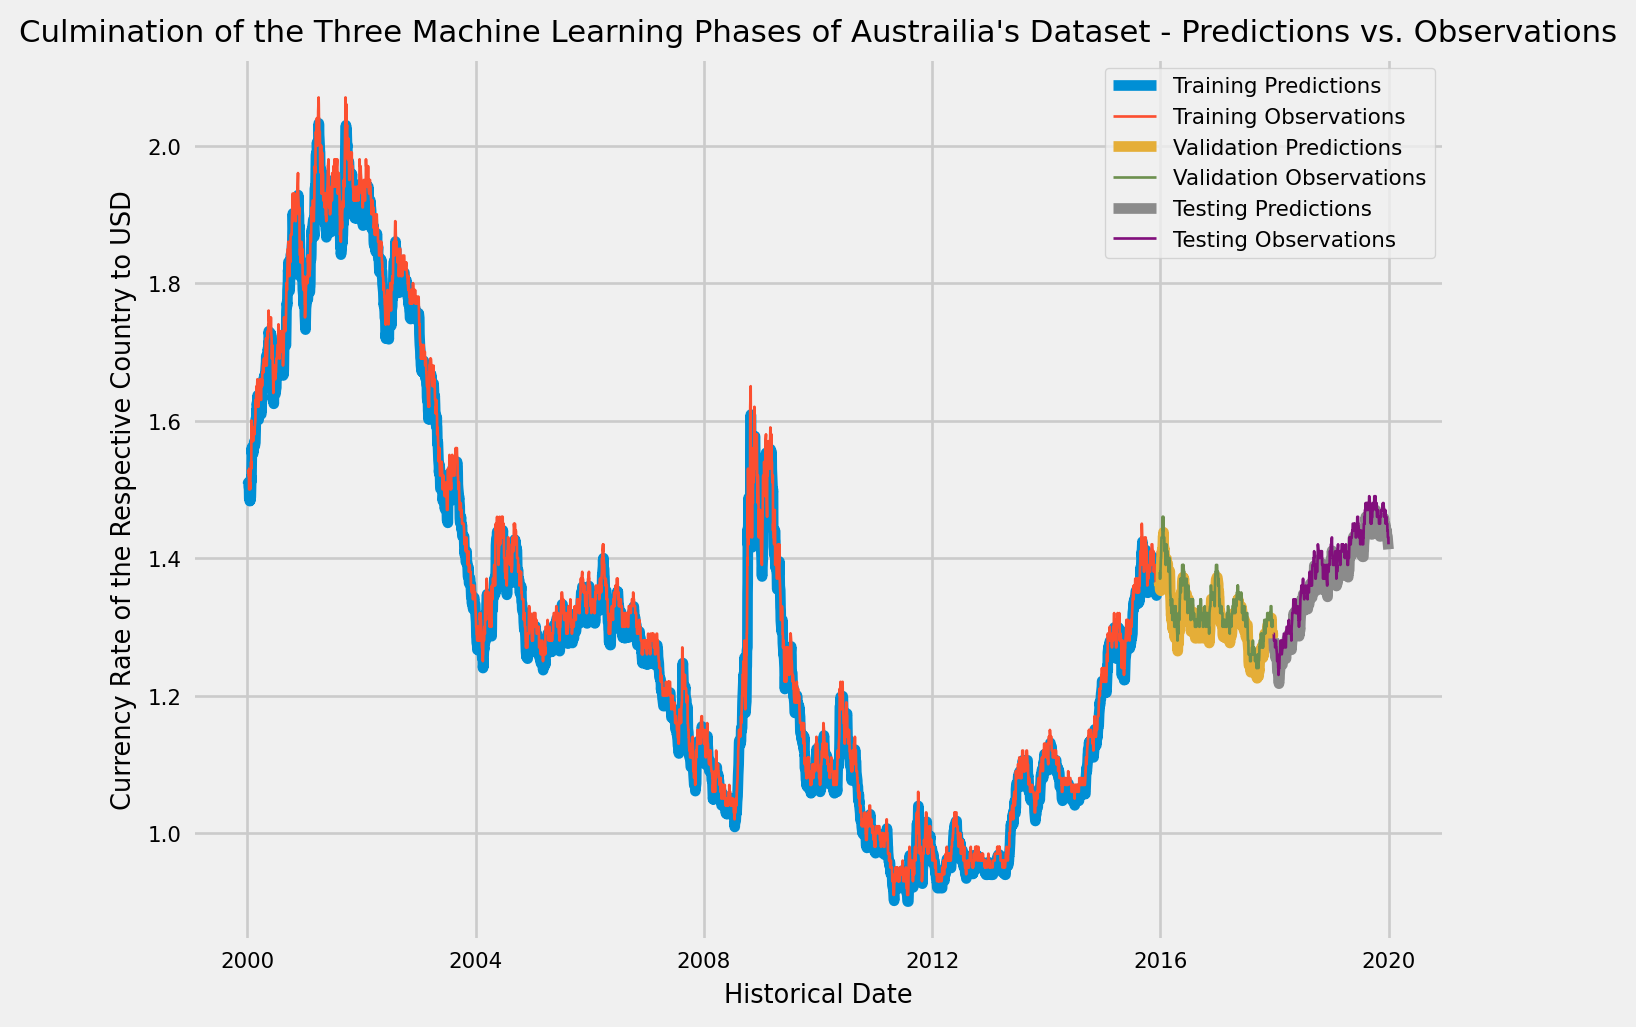 Culmination of the Three Machine Learning Phases of Austrailia's Dataset - Predictions vs. Observations
Training Predictions
Training Observations
Validation Predictions
Validation Observations
Testing Predictions
Testing Observations
Currency Rate of the Respective Country to USD
2.0
1.8
1.6
1.4
1.2
1.0
2000
2004
2008
2012
2016
2020
Historical Date